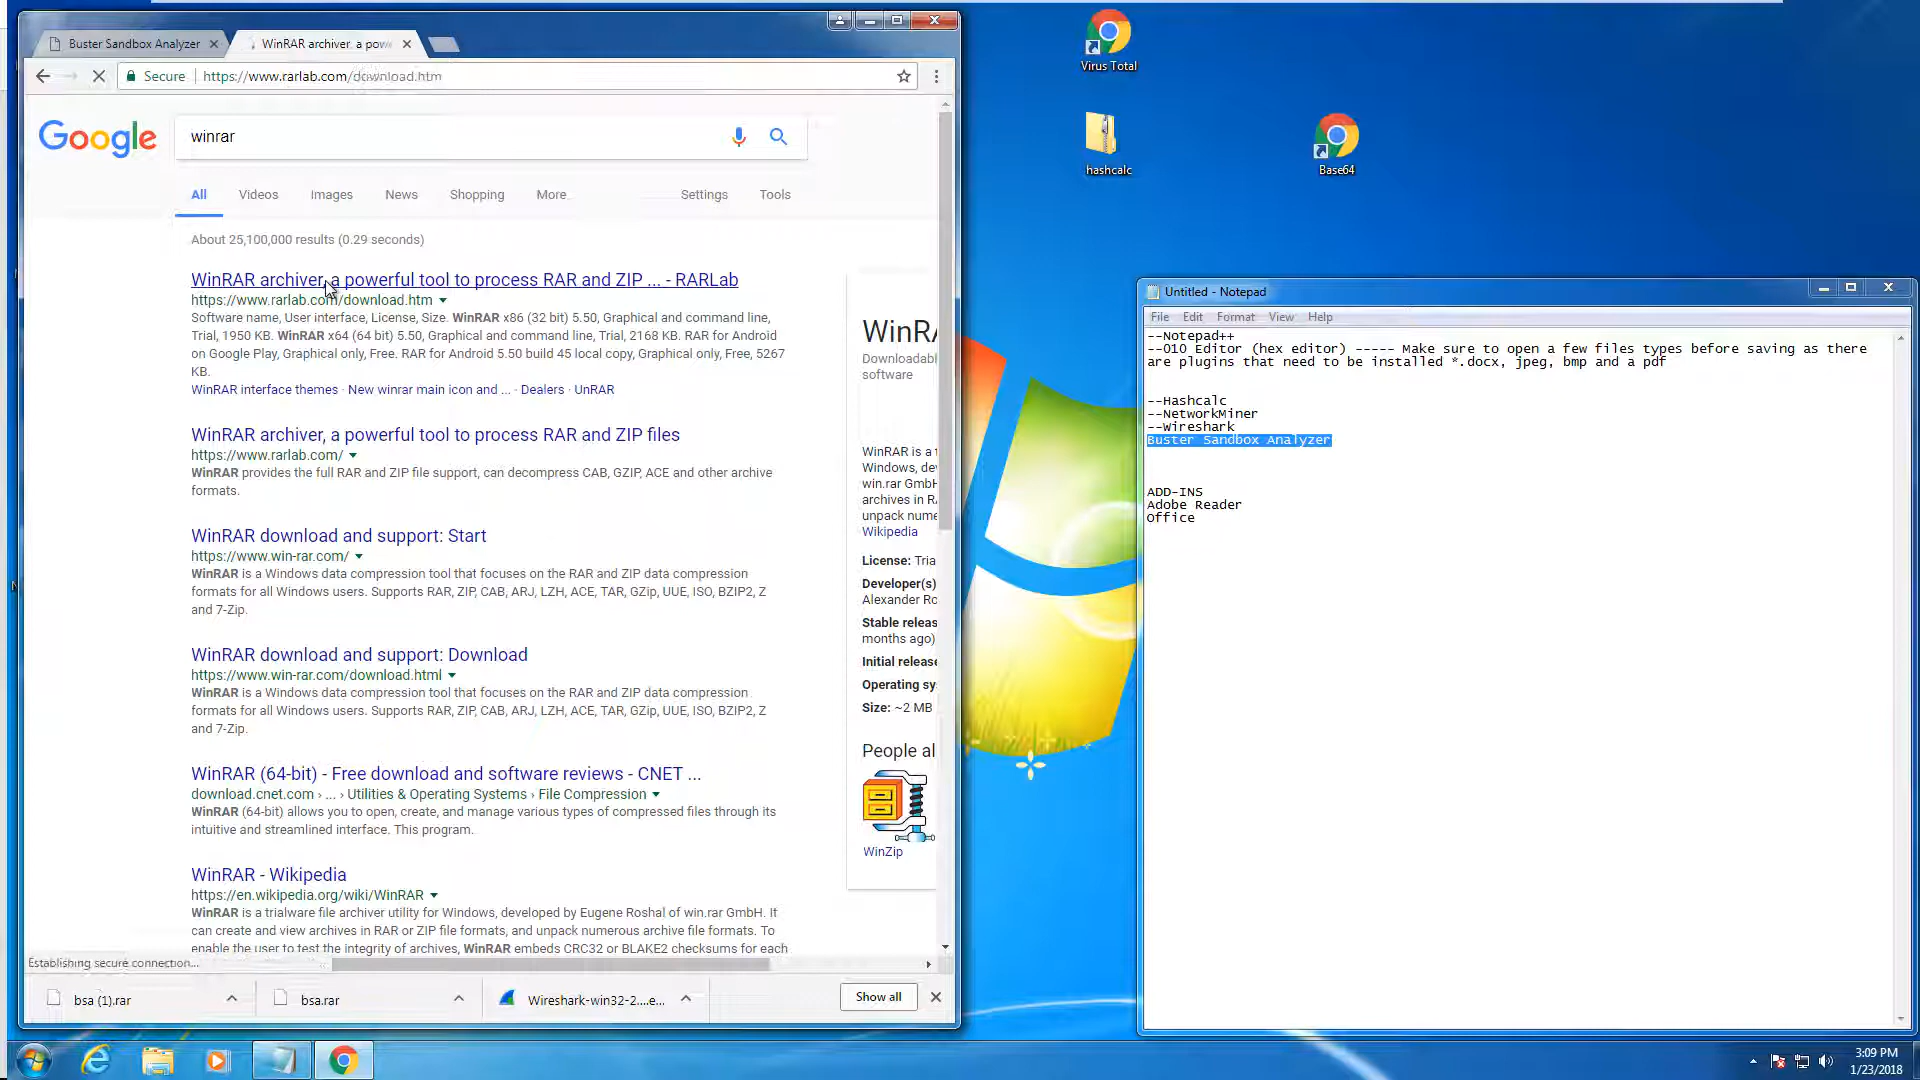 Buster Sandbox Analyzer
WinRAR archiver, a pow
Secure
https://www.rarlab.com/download.htm
Google
winrar
All Videos Images News Shopping More Settings Tools
About 25,100,000 results (0.29 seconds)
WinRAR archiver, a powerful tool to process RAR and ZIP ... - RARLab
https://www.rarlab.com/download.htm
Software name, User interface, License, Size. WinRAR x86 (32 bit) 5.50, Graphical and command line,
Trial, 1950 KB. WinRAR x64 (64 bit) 5.50, Graphical and command line, Trial, 2168 KB. RAR for Android
on Google Play, Graphical only, Free. RAR for Android 5.50 build 45 local copy, Graphical only, Free, 5267
KB.
WinRAR interface themes · New winrar main icon and ... · Dealers · UnRAR
WinRAR archiver, a powerful tool to process RAR and ZIP files
https://www.rarlab.com/
WinRAR provides the full RAR and ZIP file support, can decompress CAB, GZIP, ACE and other archive
formats.
WinRAR download and support: Start
https://www.win-rar.com/
WinRAR is a Windows data compression tool that focuses on the RAR and ZIP data compression
formats for all Windows users. Supports RAR, ZIP, CAB, ARJ, LZH, ACE, TAR, GZip, UUE, ISO, BZIP2, Z
and 7-Zip.
WinRAR download and support: Download
https://www.win-rar.com/download.html
WinRAR is a Windows data compression tool that focuses on the RAR and ZIP data compression
formats for all Windows users. Supports RAR, ZIP, CAB, ARJ, LZH, ACE, TAR, GZip, UUE, ISO, BZIP2, Z
and 7-Zip.
WinRAR (64-bit) - Free download and software reviews - CNET ...
download.cnet.com › ... › Utilities & Operating Systems › File Compression
WinRAR (64-bit) allows you to open, create, and manage various types of compressed files through its
intuitive and streamlined interface. This program.
WinRAR - Wikipedia
https://en.wikipedia.org/wiki/WinRAR
WinRAR is a trialware file archiver utility for Windows, developed by Eugene Roshal of win.rar GmbH. It
can create and view archives in RAR or ZIP file formats, and unpack numerous archive file formats. To
enable the user to test the integrity of archives, WinRAR embeds CRC32 or BLAKE2 checksums for each
WinRA
Downloadabl
software
WinRAR is a t
Windows, dev
win.rar GmbH
archives in RA
unpack nume
Wikipedia
License: Tria
Developer(s)
Alexander Ro
Stable releas
months ago)
Initial release
Operating sy
Size: ~2 MB
People al
WinZip
Establishing secure connection...
bsa (1).rar
bsa.rar
Wireshark-win32-2....e...
Show all
Virus Total
hashcalc
Base64
Untitled - Notepad
File Edit Format View Help
--Notepad++
--010 Editor (hex editor) ----- Make sure to open a few files types before saving as there
are plugins that need to be installed *.docx, jpeg, bmp and a pdf
--Hashcalc
--NetworkMiner
--Wireshark
Buster Sandbox Analyzer
ADD-INS
Adobe Reader
Office
3:09 PM
1/23/2018